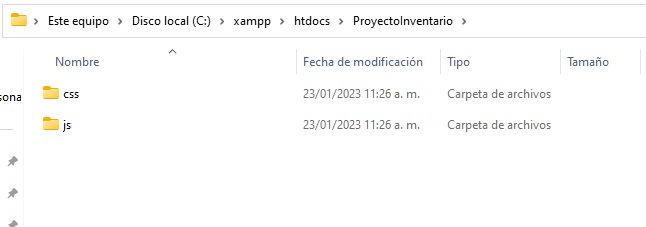 Este equipo > Disco local (C:) > xampp > htdocs > ProyectoInventario >
Nombre Fecha de modificación Tipo Tamaño
css 23/01/2023 11:26 a. m. Carpeta de archivos
sona
js 23/01/2023 11:26 a. m. Carpeta de archivos